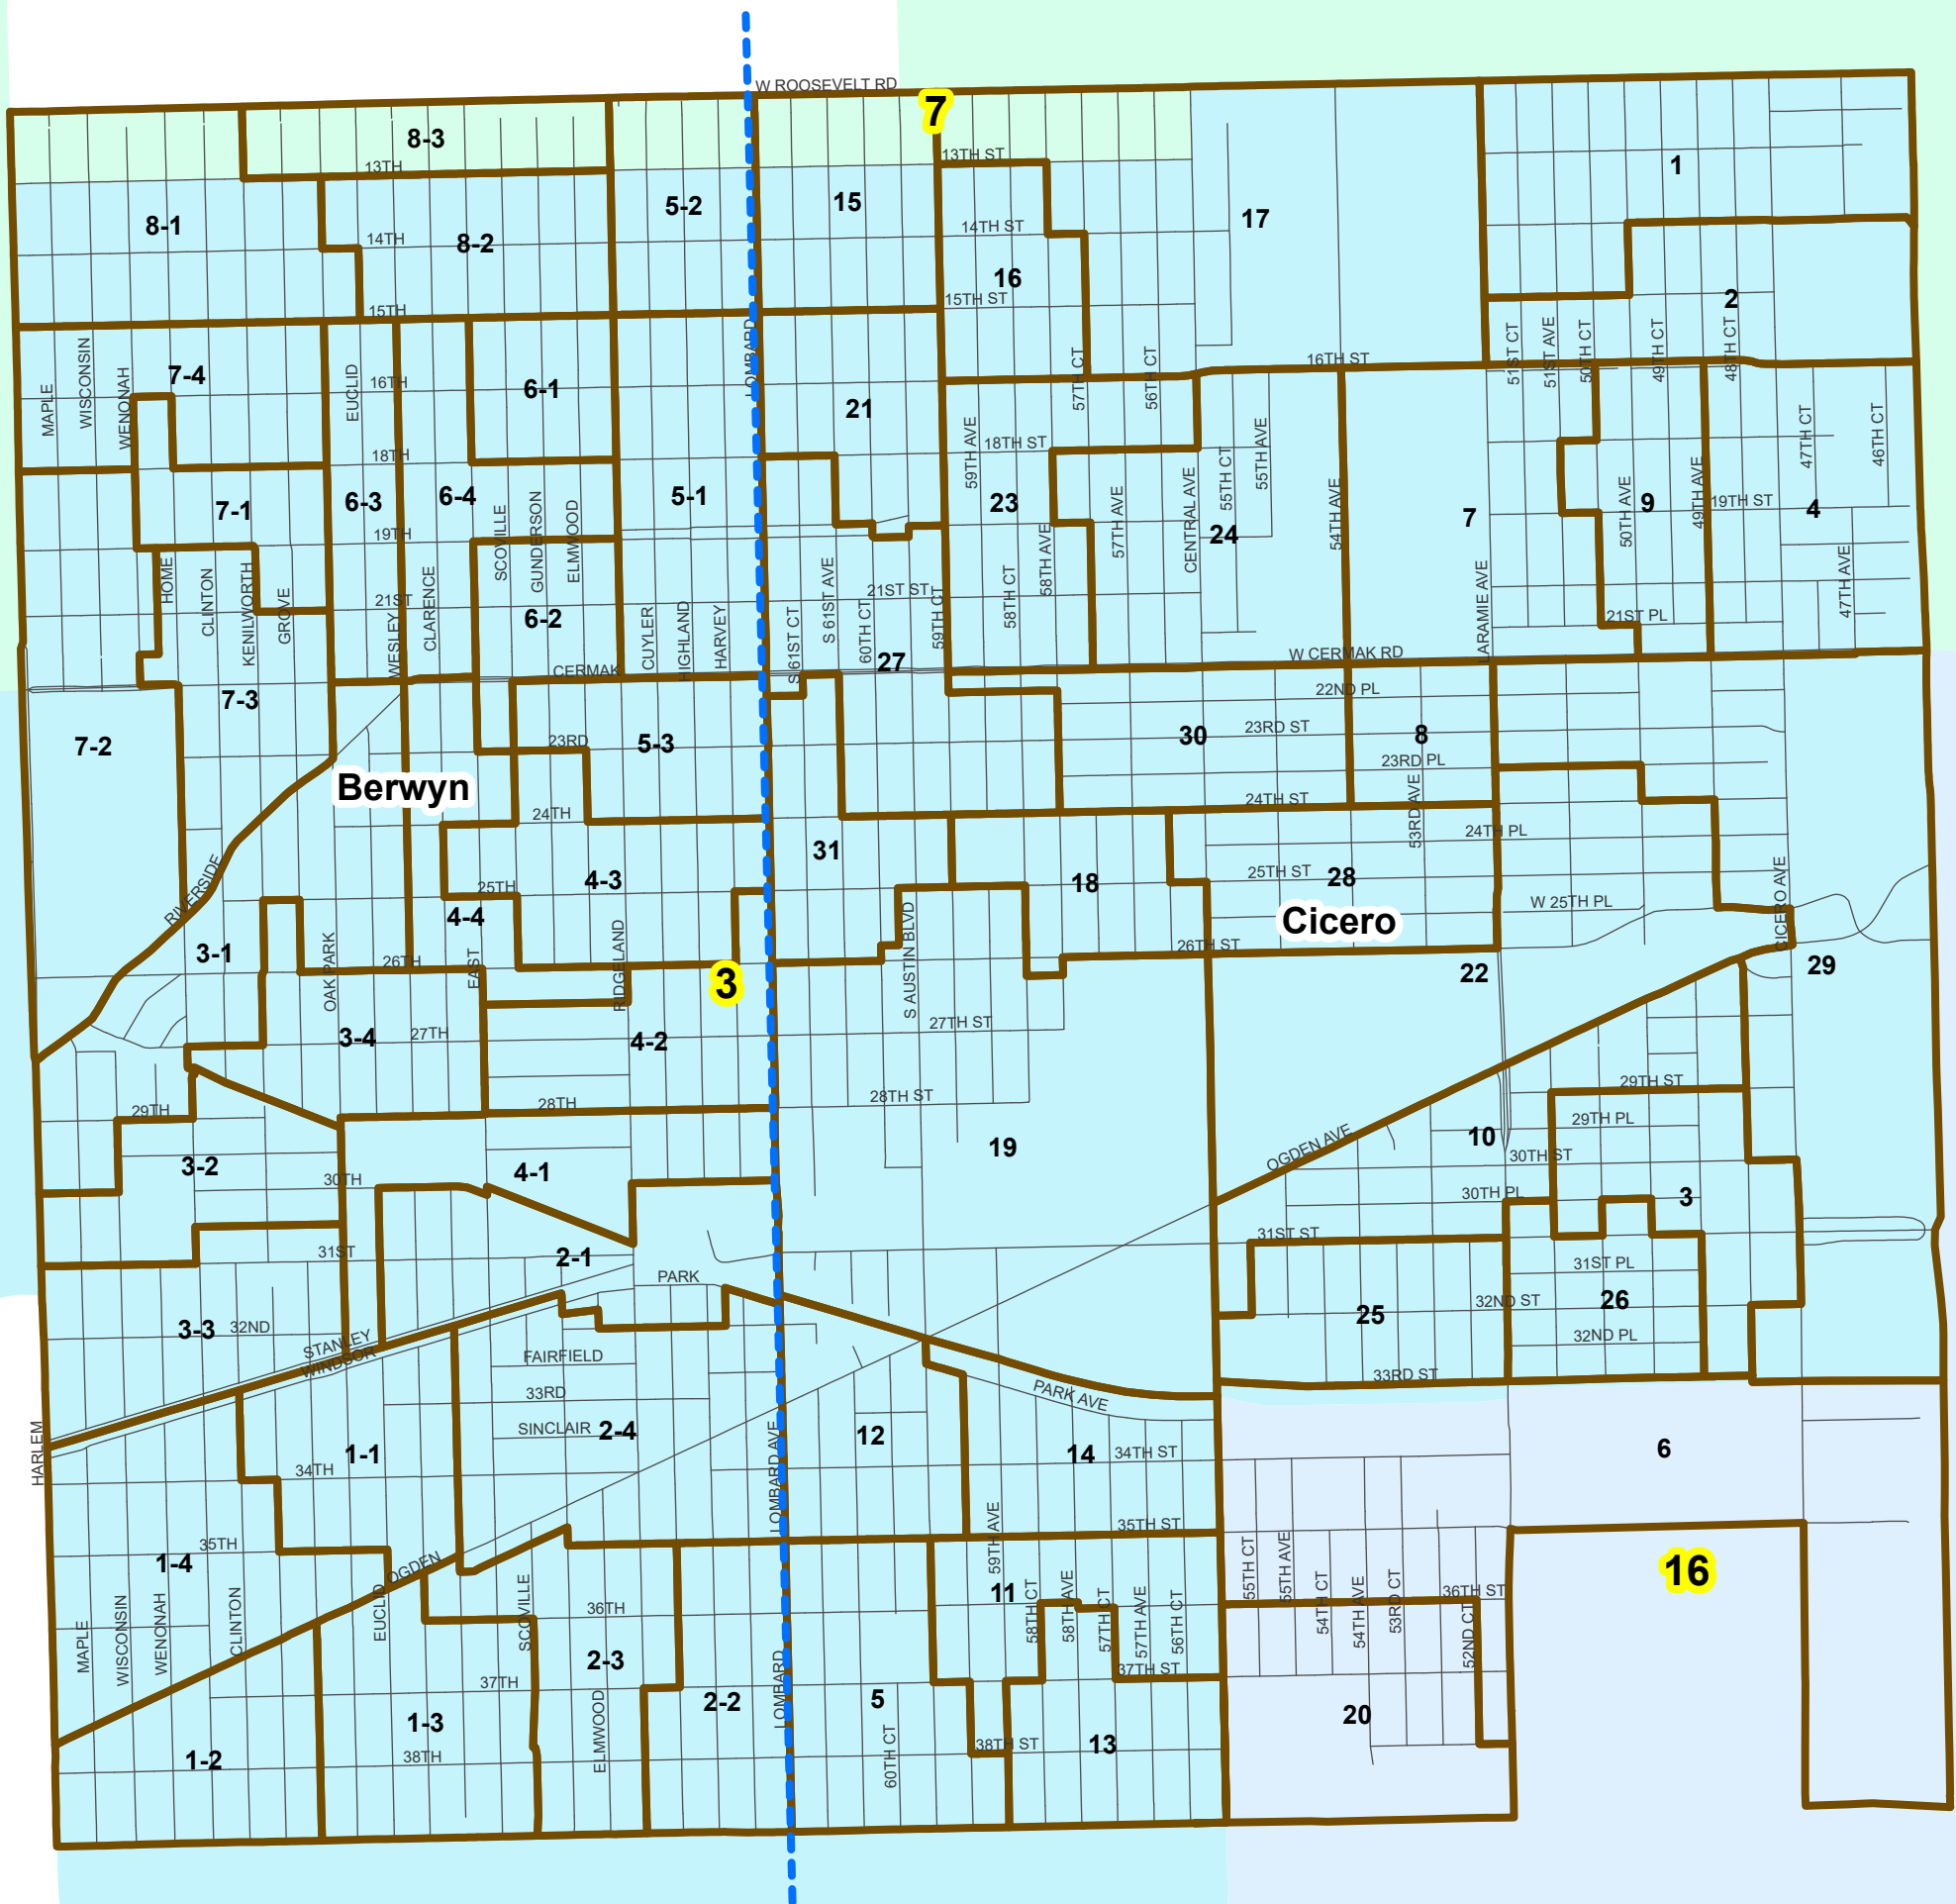 W ROOSEVELT RD
7
8-3
13TH
13TH ST
1
8-1
14TH
8-2
5-2
15
14TH ST
17
16
15TH ST
2
15TH
LOMBARD
MAPLE
WISCONSIN
WENONAH
7-4
EUCLID
16TH
6-1
21
57TH CT
56TH CT
16TH ST
51ST CT
51ST AVE
50TH CT
49TH CT
48TH CT
18TH
59TH AVE
18TH ST
CENTRAL AVE
55TH CT
55TH AVE
54TH AVE
47TH CT
46TH CT
7-1
6-3
6-4
SCOVILLE
GUNDERSON
ELMWOOD
5-1
23
58TH AVE
57TH AVE
24
7
50TH AVE
9
49TH AVE
19TH ST
4
19TH
HOME
CLINTON
KENILWORTH
GROVE
21ST
WESLEY
CLARENCE
6-2
CUYLER
HIGHLAND
HARVEY
S 61ST CT
S 61ST AVE
60TH CT
21ST ST
59TH CT
58TH CT
LARAMIE AVE
21ST PL
47TH AVE
27
W CERMAK RD
CERMAK
7-3
22ND PL
7-2
23RD
5-3
30
23RD ST
8
23RD PL
Berwyn
24TH
24TH ST
53RD AVE
24TH PL
31
RIVERSIDE
25TH
4-3
18
25TH ST
28
W 25TH PL
CICERO AVE
4-4
Cicero
3-1
OAK PARK
26TH
EAST
RIDGELAND
3
S AUSTIN BLVD
26TH ST
22
29
3-4
27TH
4-2
27TH ST
29TH
28TH
28TH ST
29TH ST
29TH PL
3-2
4-1
19
OGDEN AVE
10
30TH ST
30TH
30TH PL
3
31ST
2-1
31ST ST
31ST PL
PARK
3-3
32ND
25
32ND ST
26
STANLEY
WINDSOR
32ND PL
FAIRFIELD
33RD
PARK AVE
33RD ST
HARLEM
1-1
SINCLAIR
2-4
LOMBARD AVE
12
14
34TH ST
6
34TH
35TH
1-4
OGDEN
59TH AVE
35TH ST
16
MAPLE
WISCONSIN
WENONAH
CLINTON
EUCLID
SCOVILLE
36TH
11
58TH CT
58TH AVE
57TH CT
57TH AVE
56TH CT
55TH CT
55TH AVE
54TH CT
54TH AVE
53RD CT
36TH ST
52ND CT
2-3
37TH
37TH ST
2-2
LOMBARD
5
20
1-3
ELMWOOD
60TH CT
38TH ST
13
1-2
38TH